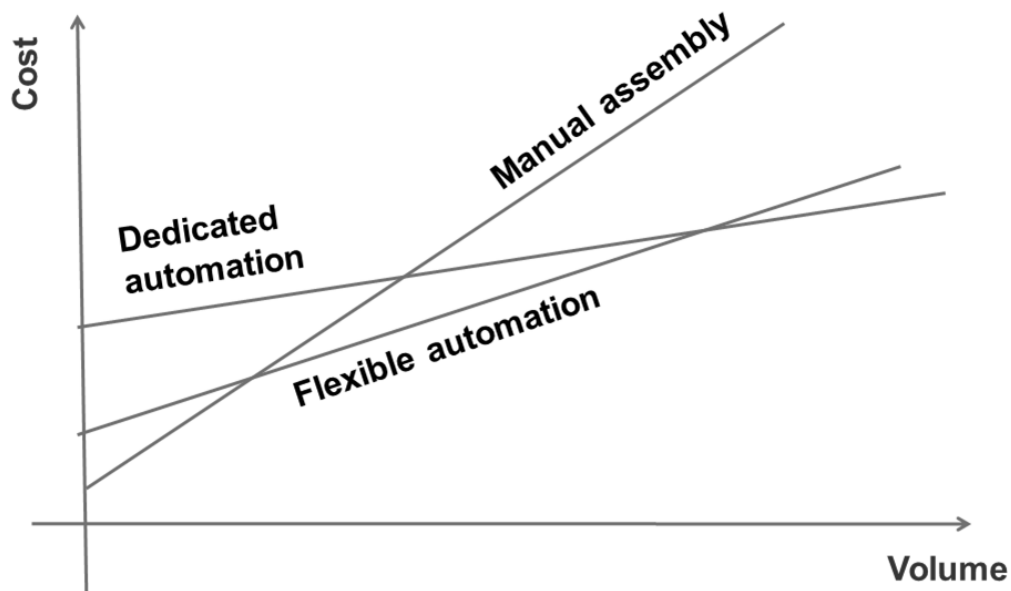 Cost
Manual assembly
Dedicated
automation
Flexible automation
Volume